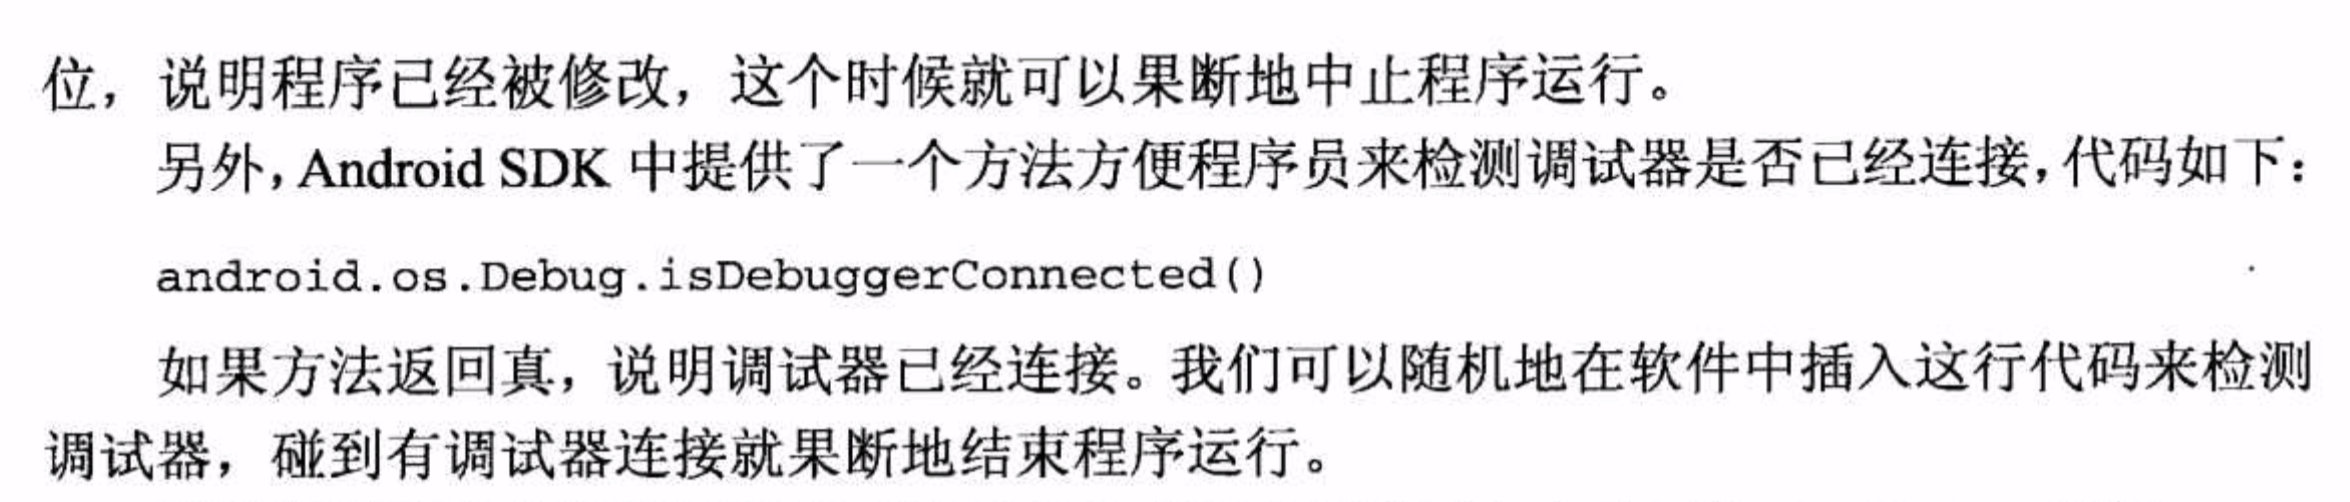 位，说明程序已经被修改，这个时候就可以果断地中止程序运行。
另外，Android SDK 中提供了一个方法方便程序员来检测调试器是否已经连接，代码如下：
android.os.Debug.isDebuggerConnected()
如果方法返回真，说明调试器已经连接。我们可以随机地在软件中插入这行代码来检测
调试器，碰到有调试器连接就果断地结束程序运行。